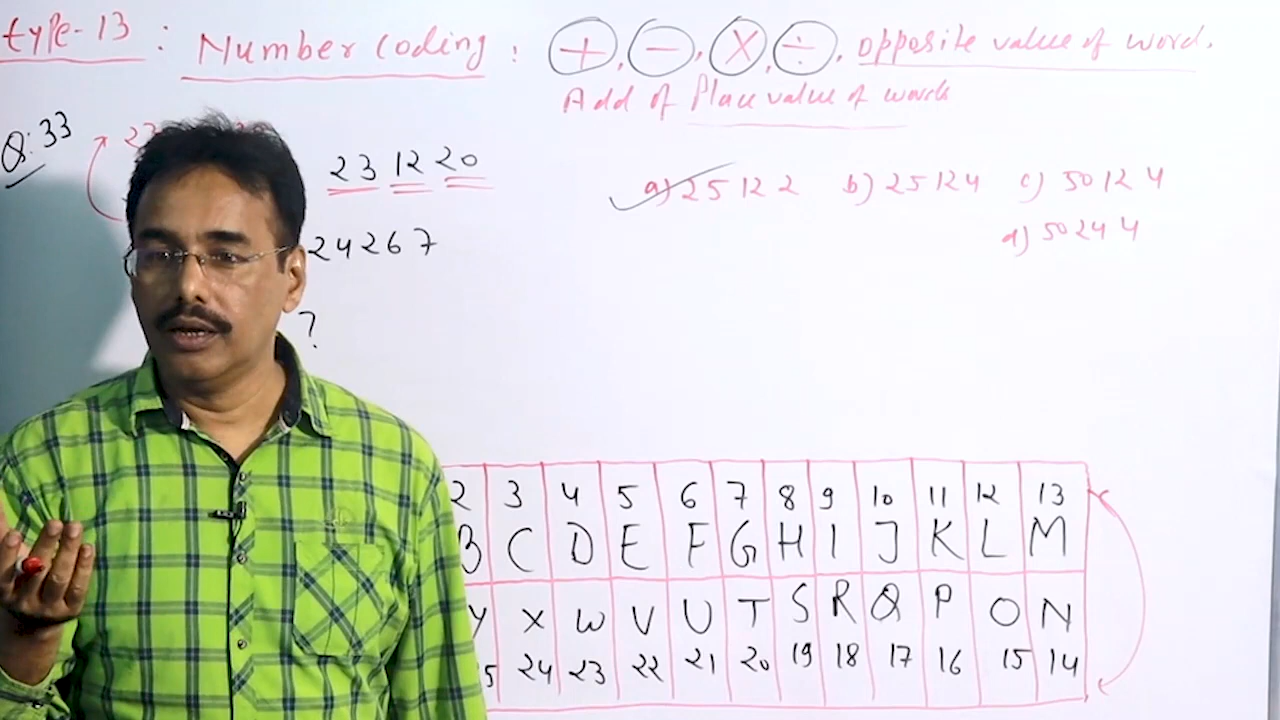 type-13 : Number coding : + , - , × , ÷ , opposite value of word,
Add of Place value of words
Q: 33
23 12 20
a) 25 12 2 b) 25 12 4 c) 50 12 4
d) 50 24 4
24 26 7
?
2 3 4 5 6 7 8 9 10 11 12 13
B C D E F G H I J K L M
Y X W V U T S R Q P O N
5 24 23 22 21 20 19 18 17 16 15 14